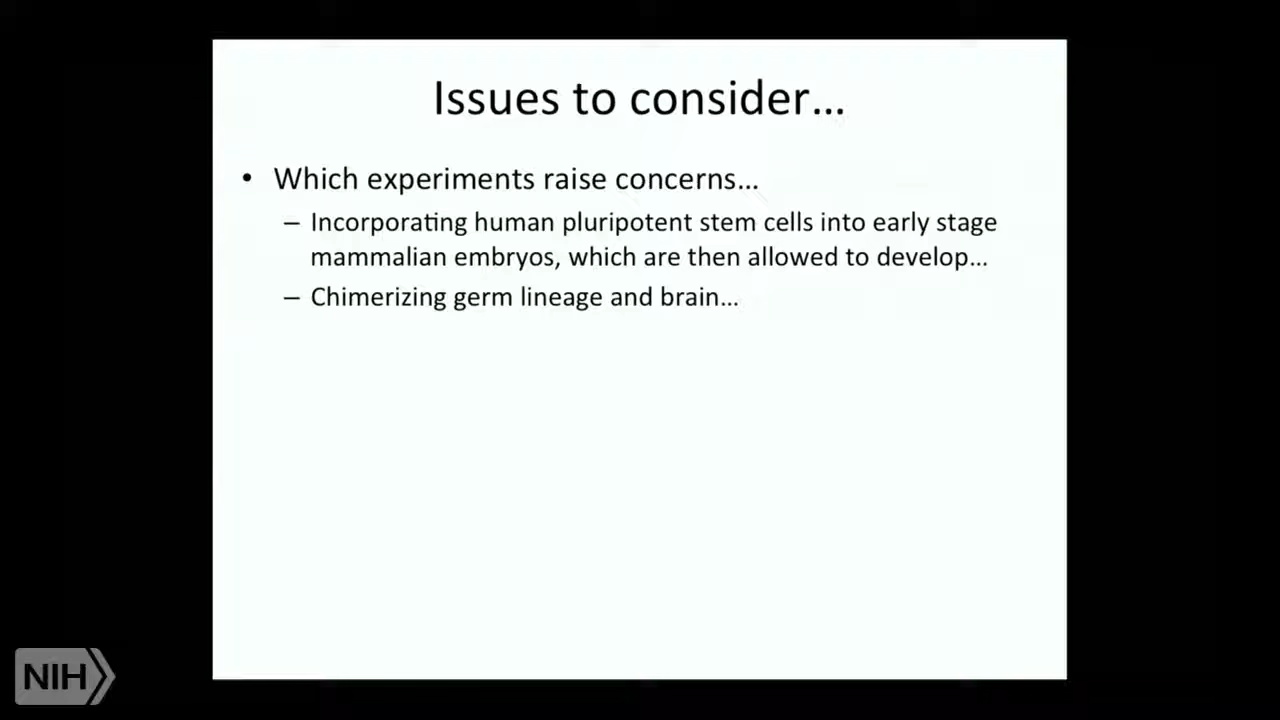 Issues to consider…
• Which experiments raise concerns…
– Incorporating human pluripotent stem cells into early stage
mammalian embryos, which are then allowed to develop…
– Chimerizing germ lineage and brain…
NIH